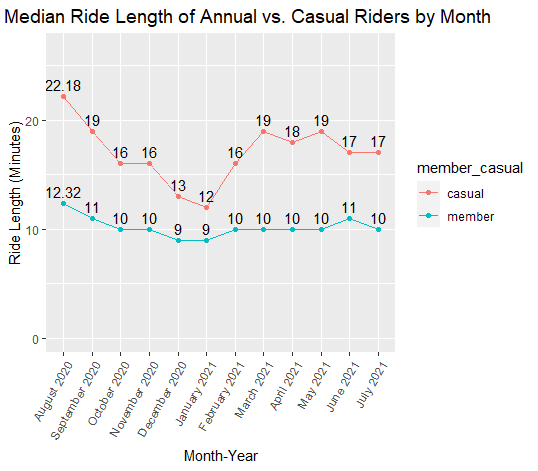 Median Ride Length of Annual vs. Casual Riders by Month
Ride Length (Minutes)
20
10
0
22.18
19
16
16
13
12
16
19
18
19
17
17
12.32
11
10
10
9
9
10
10
10
10
11
10
August 2020
September 2020
October 2020
November 2020
December 2020
January 2021
February 2021
March 2021
April 2021
May 2021
June 2021
July 2021
Month-Year
member_casual
casual
member